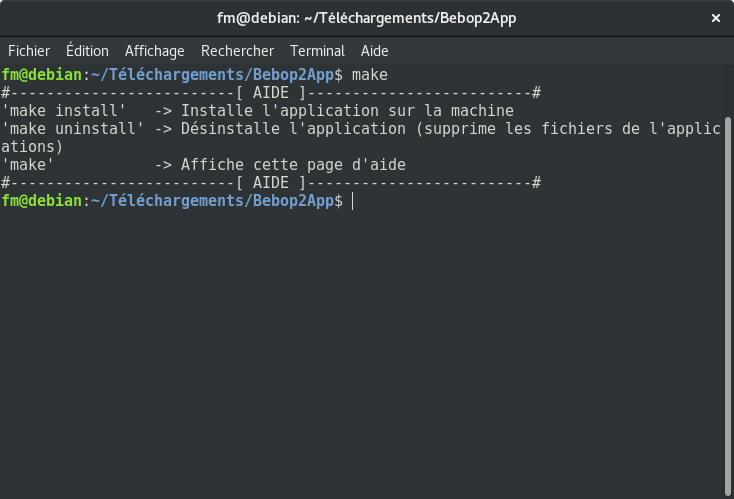 fm@debian: ~/Téléchargements/Bebop2App ×
Fichier Édition Affichage Rechercher Terminal Aide
fm@debian:~/Téléchargements/Bebop2App$ make
#-------------------------[ AIDE ]-------------------------#
'make install'   -> Installe l'application sur la machine
'make uninstall' -> Désinstalle l'application (supprime les fichiers de l'applic
ations)
'make'           -> Affiche cette page d'aide
#-------------------------[ AIDE ]-------------------------#
fm@debian:~/Téléchargements/Bebop2App$